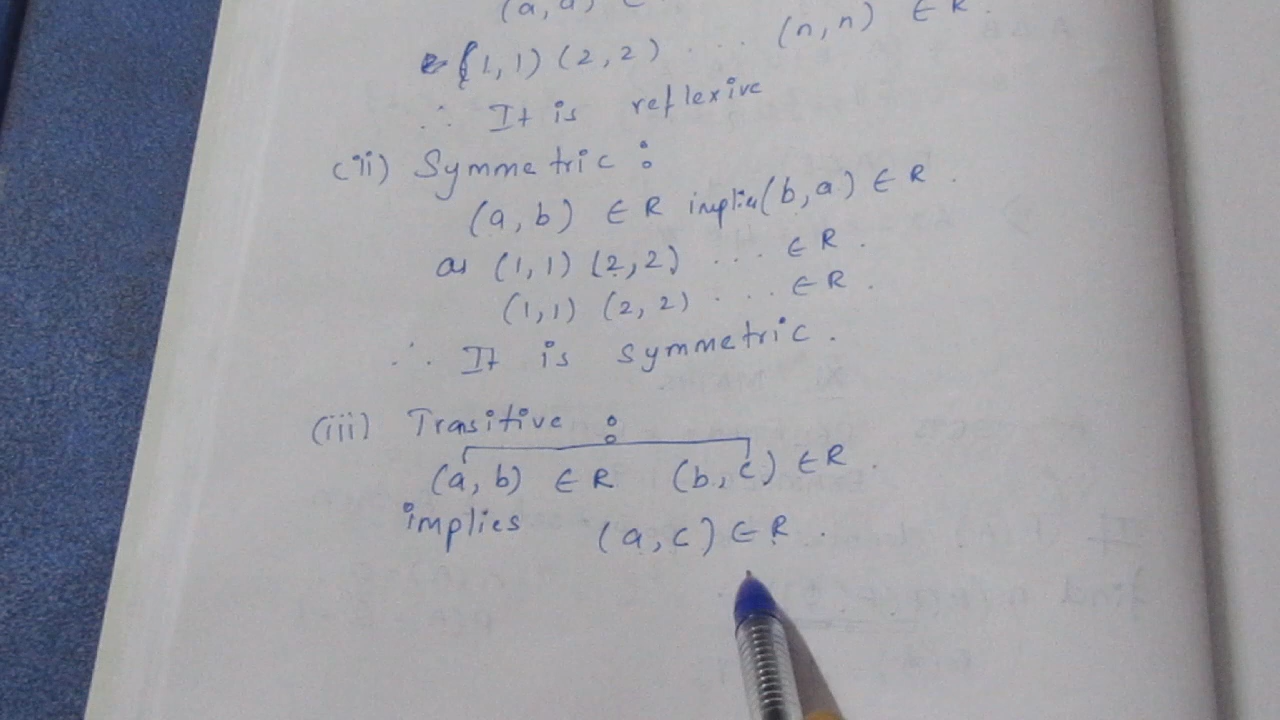 (a, a) ∈
{1, 1) (2, 2) .... (n, n) ∈ R.
∴ It is reflexive
(ii) Symmetric :
(a, b) ∈ R implies (b, a) ∈ R.
as (1, 1) (2, 2) ... ∈ R.
(1, 1) (2, 2) .... ∈ R.
∴ It is symmetric.
(iii) Transitive :
(a, b) ∈ R (b, c) ∈ R.
implies (a, c) ∈ R.